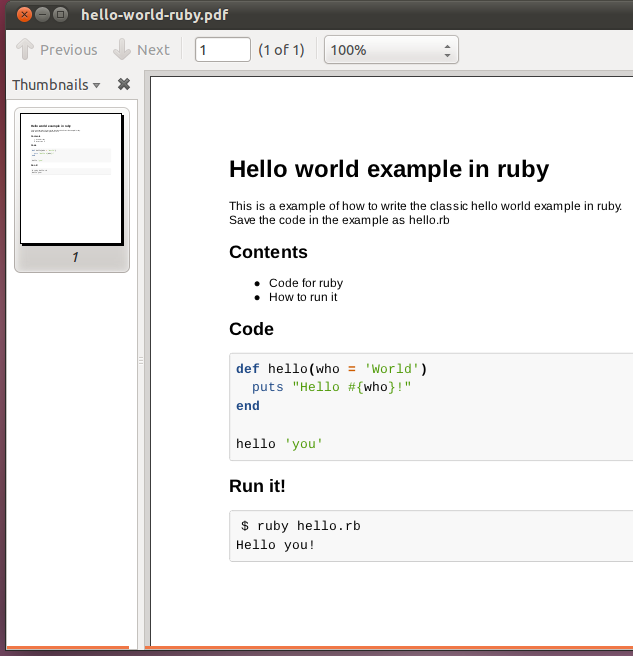 hello-world-ruby.pdf
Previous Next 1 (1 of 1) 100%
Thumbnails
1
Hello world example in ruby
This is a example of how to write the classic hello world example in ruby.
Save the code in the example as hello.rb
Contents
● Code for ruby
● How to run it
Code
def hello(who = 'World')
  puts "Hello #{who}!"
end
hello 'you'
Run it!
$ ruby hello.rb
Hello you!